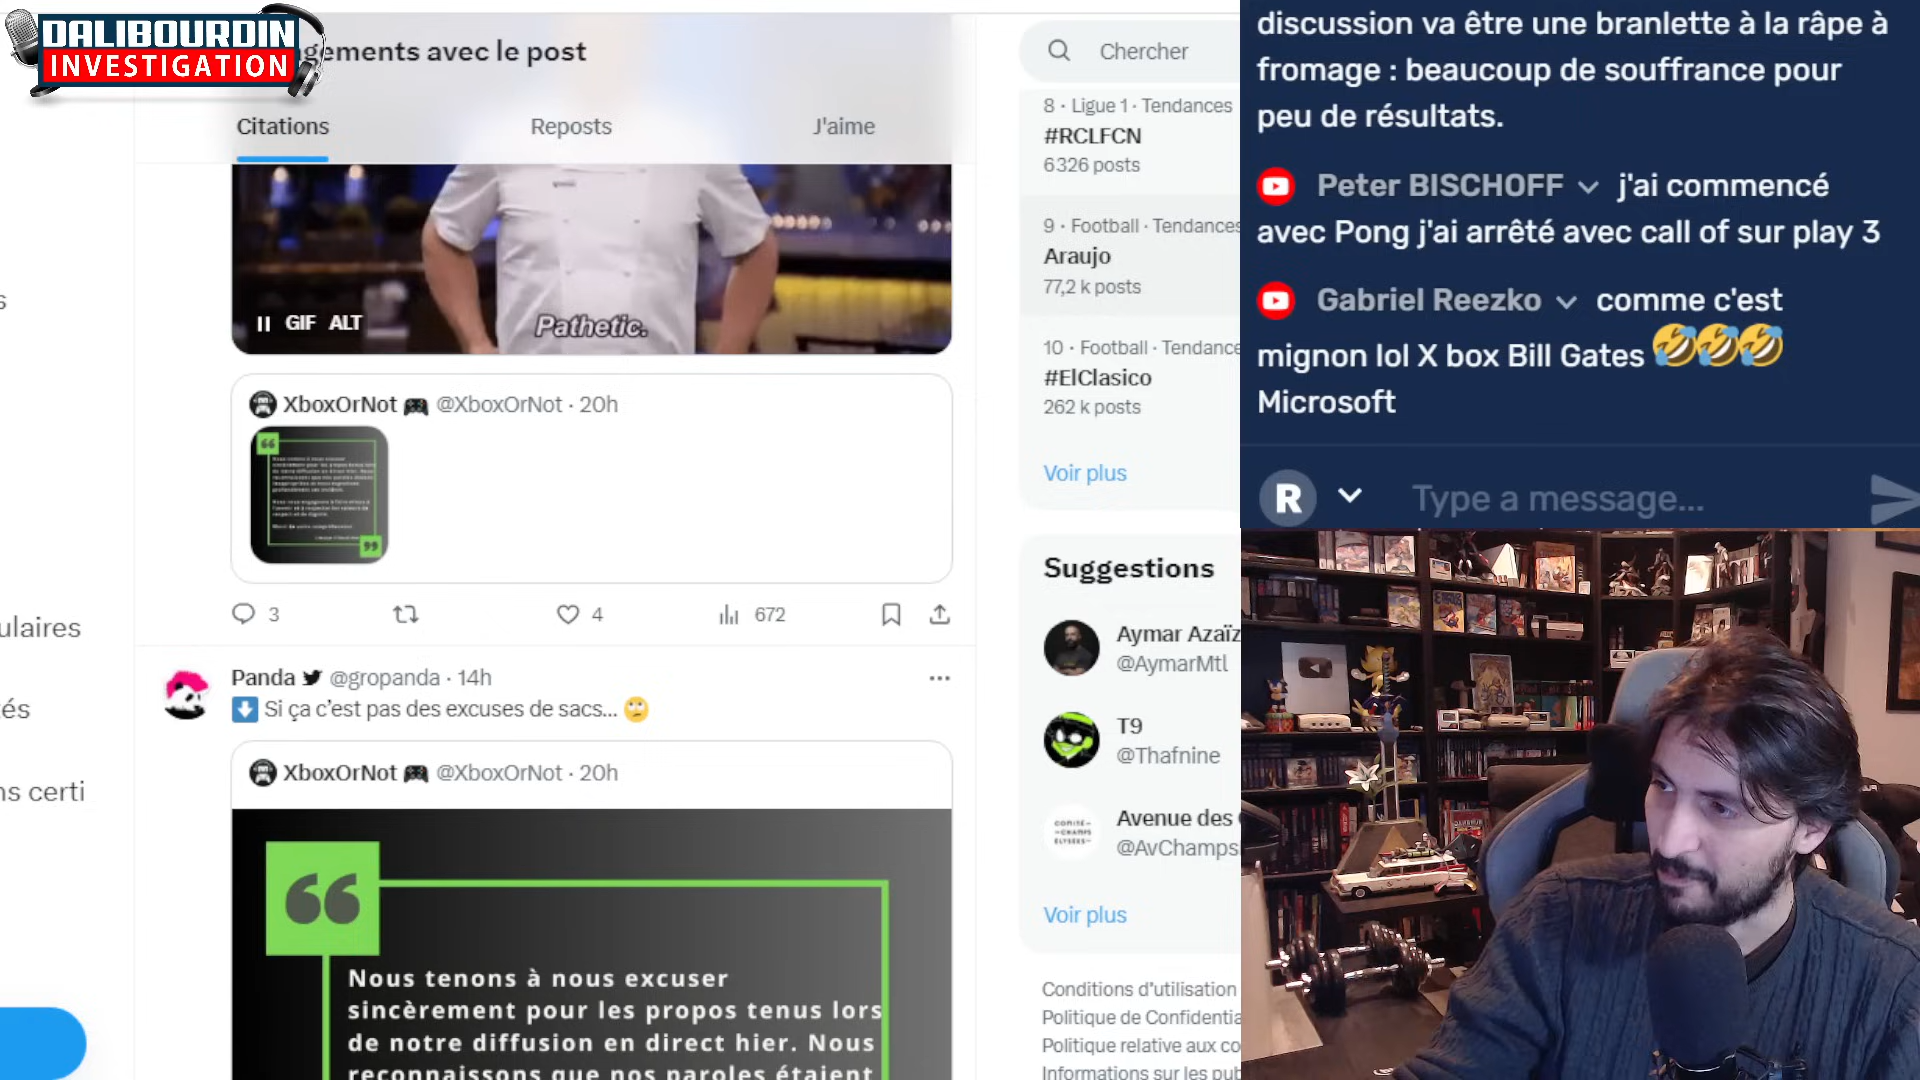 DALIBOURDIN
INVESTIGATION
gements avec le post
Citations
Reposts
J'aime
GIF ALT
Pathetic.
XboxOrNot @XboxOrNot · 20h
3
4
672
Panda @gropanda · 14h
Si ça c'est pas des excuses de sacs...
XboxOrNot @XboxOrNot · 20h
Nous tenons à nous excuser
sincèrement pour les propos tenus lors
de notre diffusion en direct hier. Nous
reconnaissons que nos paroles étaient
ulaires
és
ns certi
Chercher
8 · Ligue 1 · Tendances
#RCLFCN
6 326 posts
9 · Football · Tendances
Araujo
77,2 k posts
10 · Football · Tendance
#ElClasico
262 k posts
Voir plus
Suggestions
Aymar Azaïz
@AymarMtl
T9
@Thafnine
Avenue des
@AvChamps
Voir plus
Conditions d'utilisation
Politique de Confidentia
Politique relative aux co
Informations sur les pub
discussion va être une branlette à la râpe à
fromage : beaucoup de souffrance pour
peu de résultats.
Peter BISCHOFF j'ai commencé
avec Pong j'ai arrêté avec call of sur play 3
Gabriel Reezko comme c'est
mignon lol X box Bill Gates 🤣🤣🤣
Microsoft
R
Type a message...